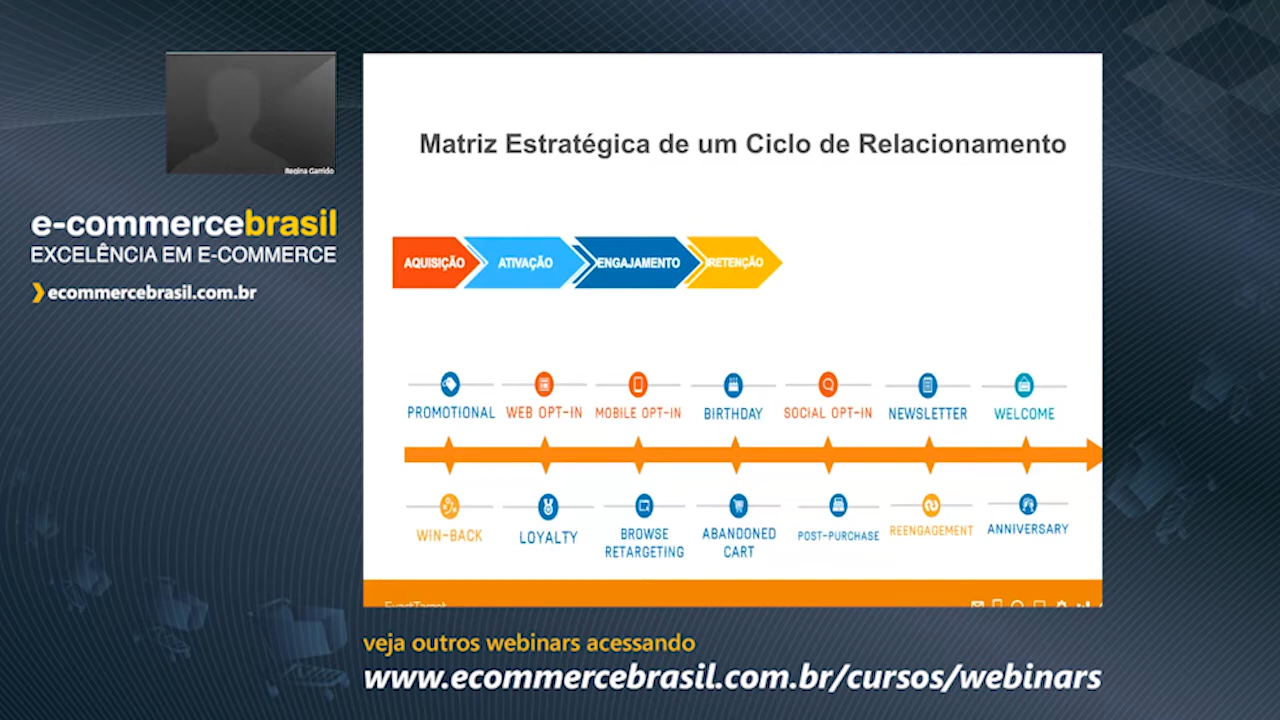 Regina Garrido
e-commercebrasil
EXCELÊNCIA EM E-COMMERCE
ecommercebrasil.com.br
Matriz Estratégica de um Ciclo de Relacionamento
AQUISIÇÃO ATIVAÇÃO ENGAJAMENTO RETENÇÃO
PROMOTIONAL WEB OPT-IN MOBILE OPT-IN BIRTHDAY SOCIAL OPT-IN NEWSLETTER WELCOME
WIN-BACK LOYALTY BROWSE RETARGETING ABANDONED CART POST-PURCHASE REENGAGEMENT ANNIVERSARY
ExactTarget
veja outros webinars acessando
www.ecommercebrasil.com.br/cursos/webinars